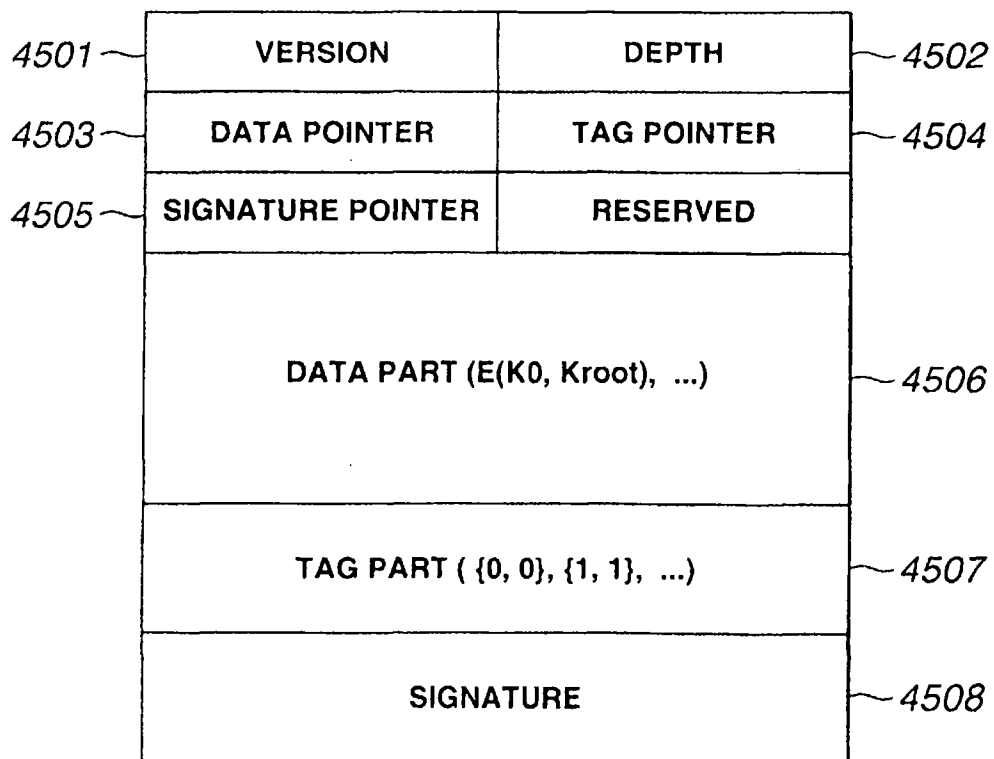 4501 VERSION DEPTH 4502
4503 DATA POINTER TAG POINTER 4504
4505 SIGNATURE POINTER RESERVED
DATA PART (E(K0, Kroot), ...) 4506
TAG PART ( {0, 0}, {1, 1}, ...) 4507
SIGNATURE 4508